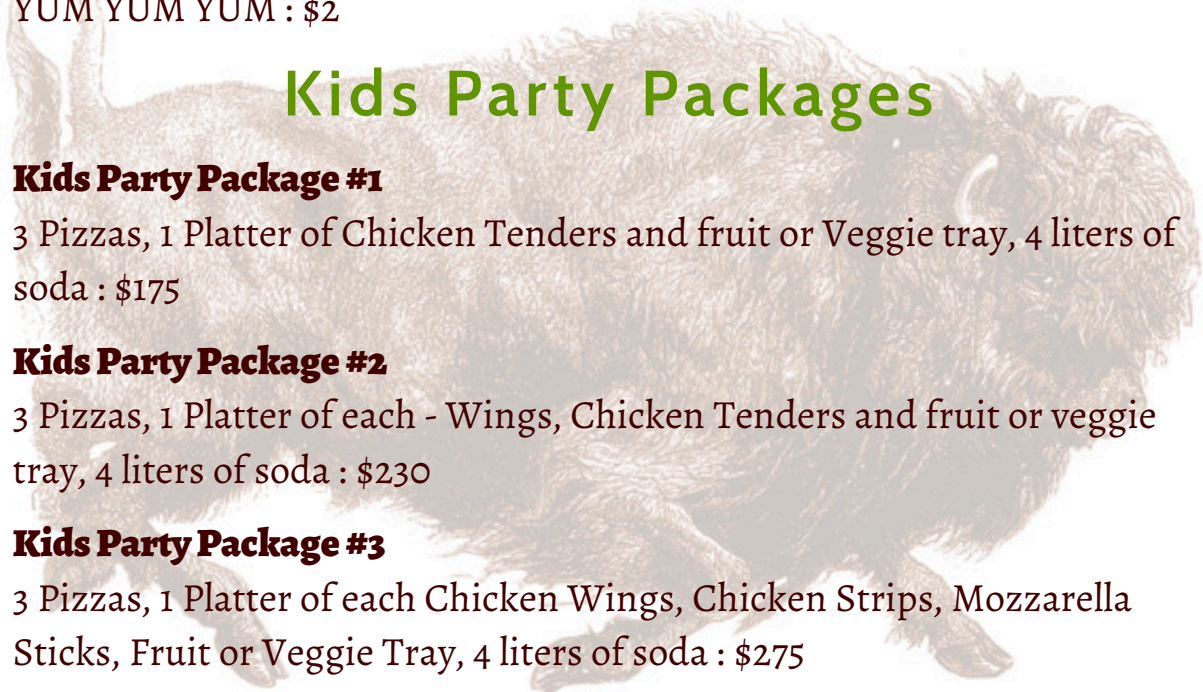 YUM YUM YUM : $2
Kids Party Packages
Kids Party Package #1
3 Pizzas, 1 Platter of Chicken Tenders and fruit or Veggie tray, 4 liters of
soda : $175
Kids Party Package #2
3 Pizzas, 1 Platter of each - Wings, Chicken Tenders and fruit or veggie
tray, 4 liters of soda : $230
Kids Party Package #3
3 Pizzas, 1 Platter of each Chicken Wings, Chicken Strips, Mozzarella
Sticks, Fruit or Veggie Tray, 4 liters of soda : $275